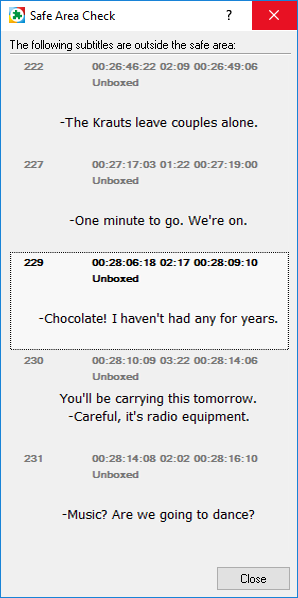 Safe Area Check
The following subtitles are outside the safe area:
222 00:26:46:22 02:09 00:26:49:06
Unboxed
-The Krauts leave couples alone.
227 00:27:17:03 01:22 00:27:19:00
Unboxed
-One minute to go. We're on.
229 00:28:06:18 02:17 00:28:09:10
Unboxed
-Chocolate! I haven't had any for years.
230 00:28:10:09 03:22 00:28:14:06
Unboxed
You'll be carrying this tomorrow.
-Careful, it's radio equipment.
231 00:28:14:08 02:02 00:28:16:10
Unboxed
-Music? Are we going to dance?
Close